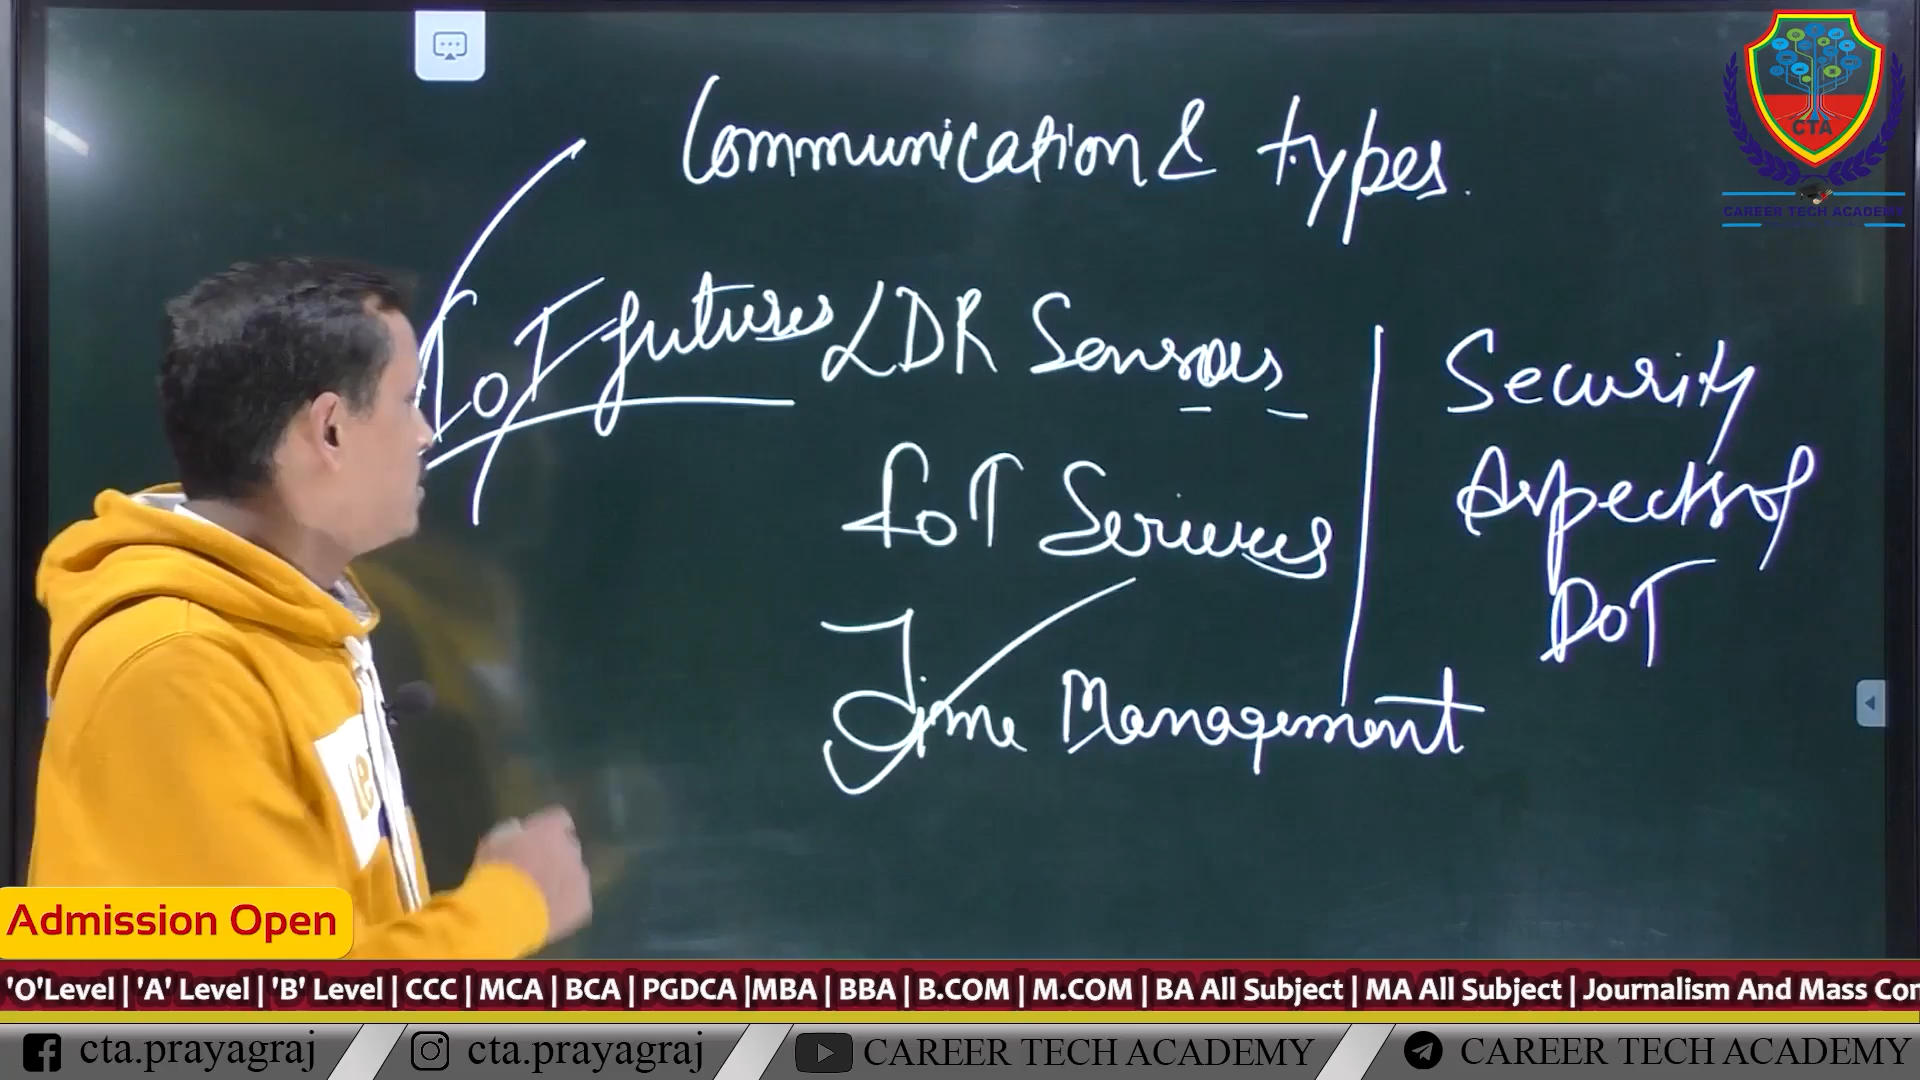 Communication & types.
IoT futures
LDR Sensors
IoT Services
Time Management
Security
Aspects of
IoT
CTA
CAREER TECH ACADEMY
Admission Open
'O'Level | 'A' Level | 'B' Level | CCC | MCA | BCA | PGDCA |MBA | BBA | B.COM | M.COM | BA All Subject | MA All Subject | Journalism And Mass Con
cta.prayagraj
cta.prayagraj
CAREER TECH ACADEMY
CAREER TECH ACADEMY